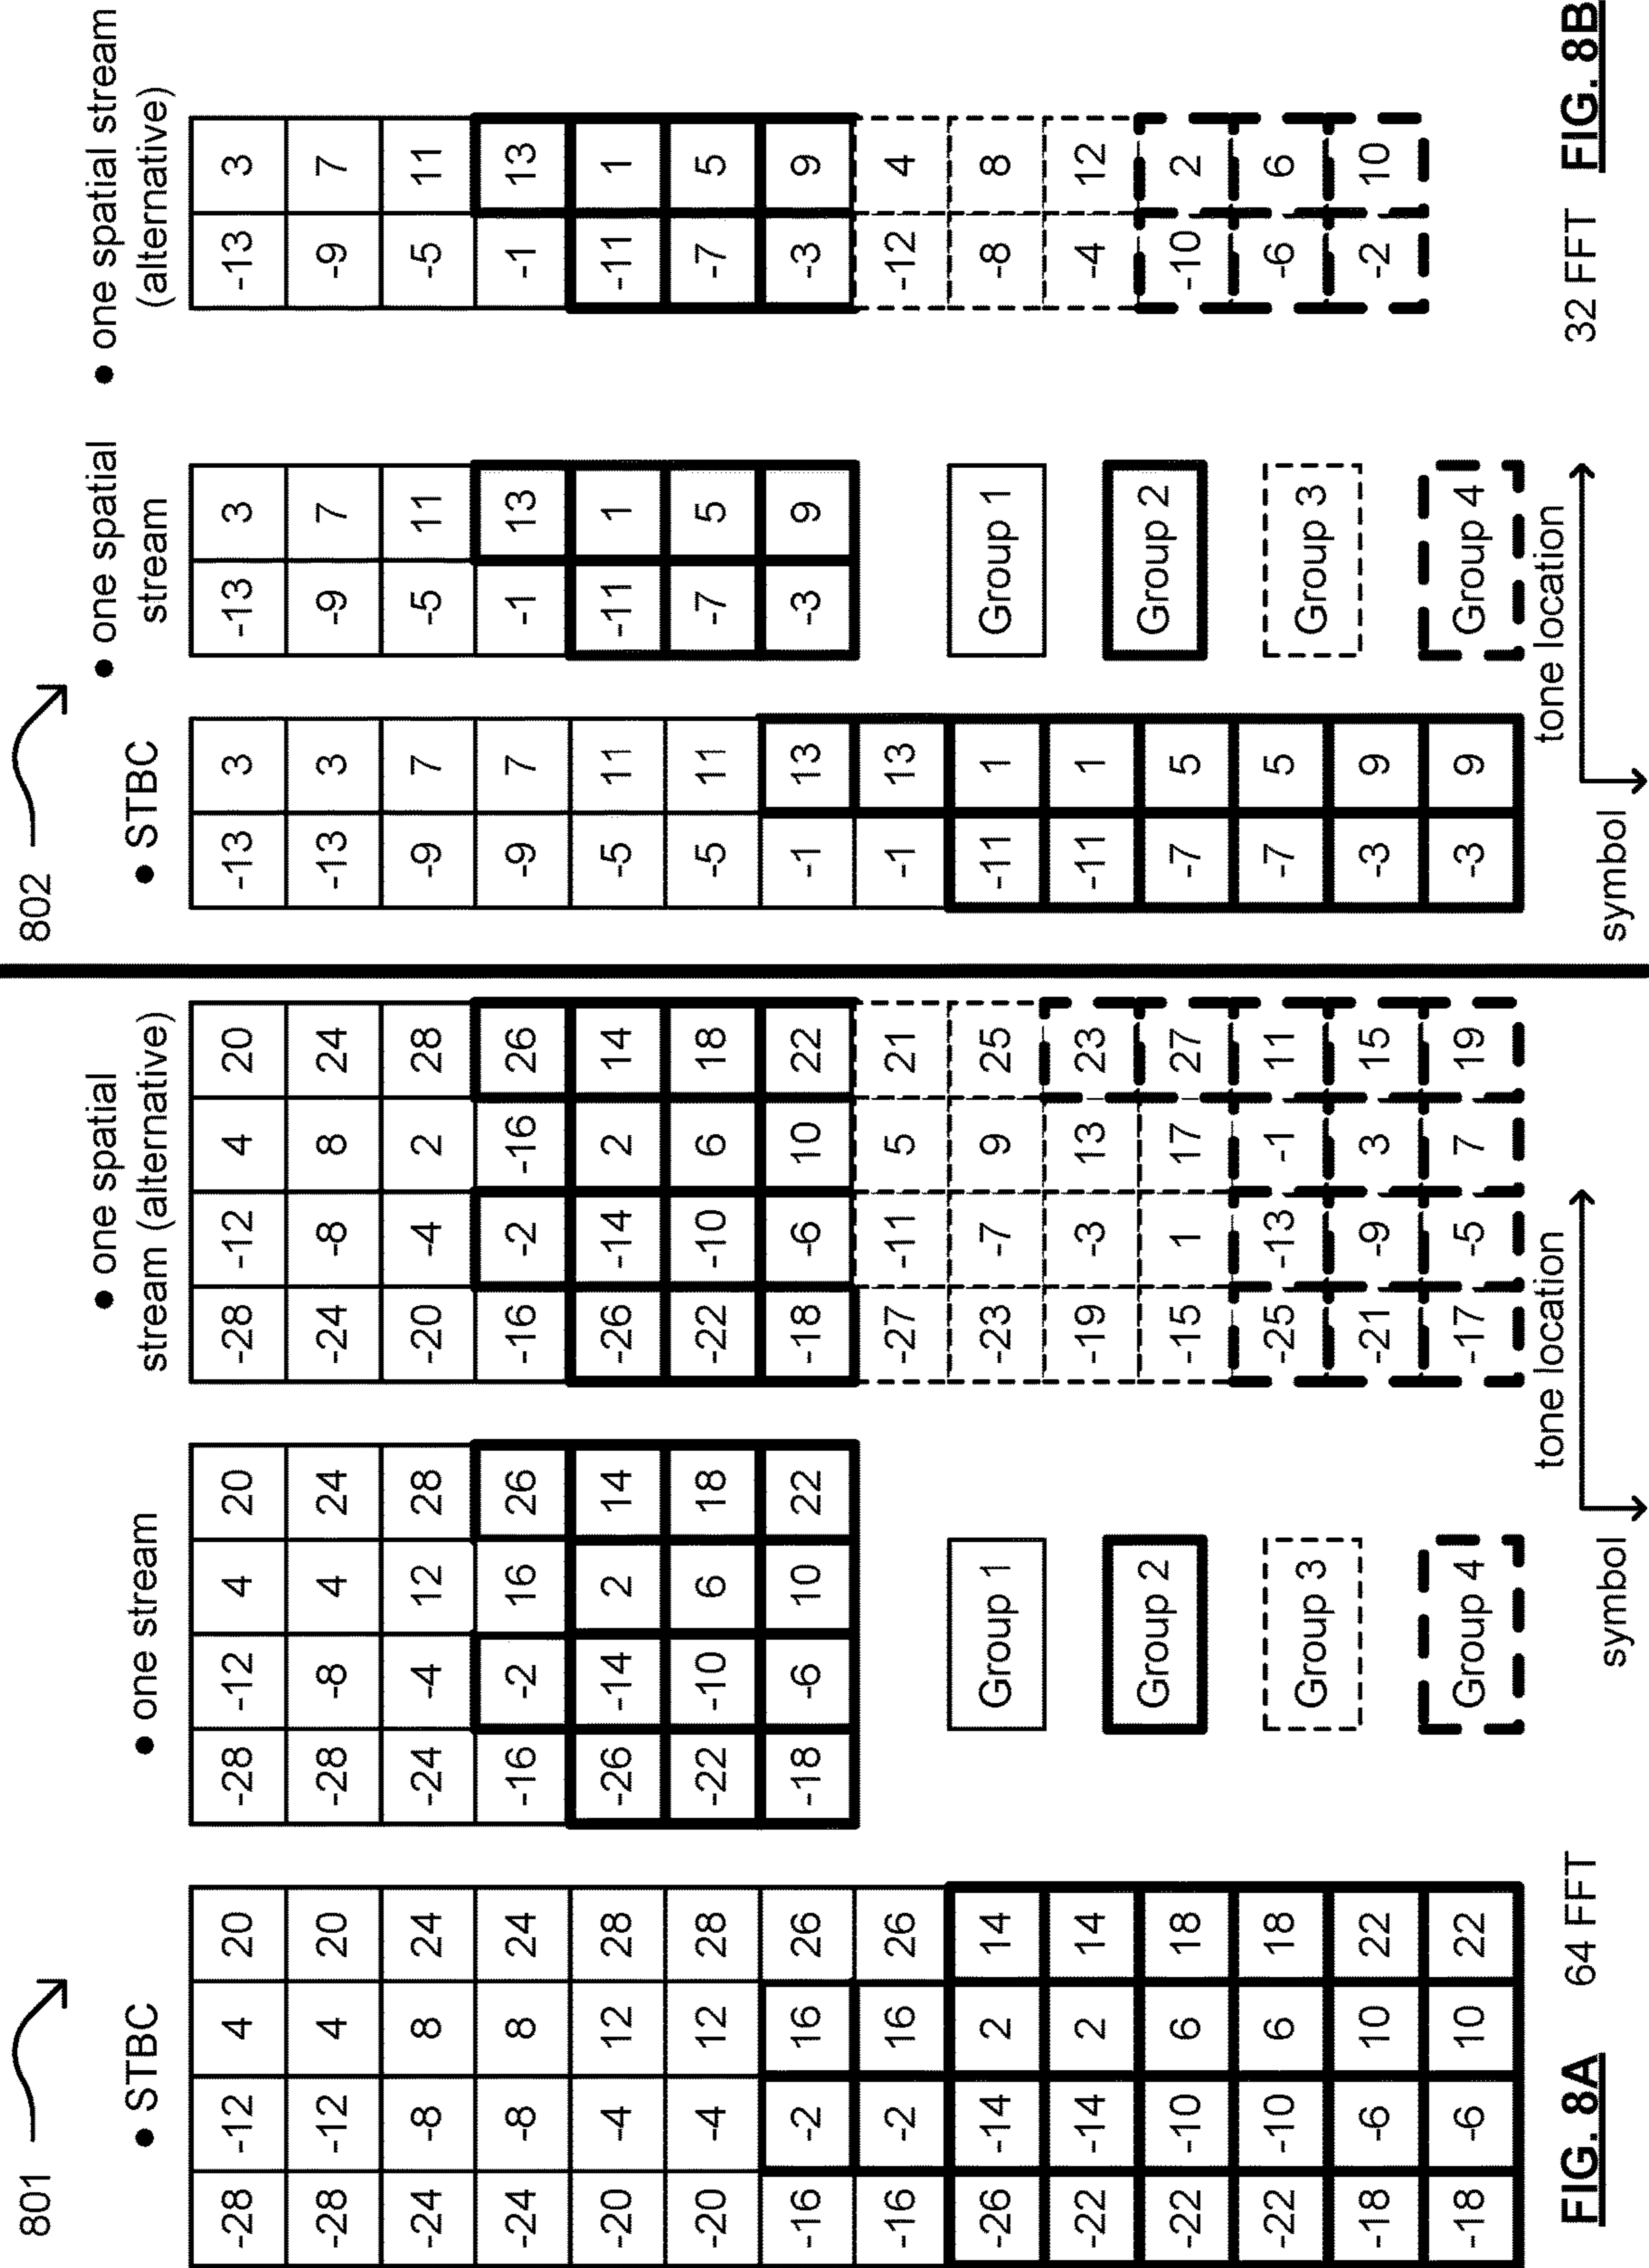 801
• STBC
-28 -12 4 20
-28 -12 4 20
-24 -8 8 24
-24 -8 8 24
-20 -4 12 28
-20 -4 12 28
-16 -2 16 26
-16 -2 16 26
-26 -14 2 14
-22 -14 2 14
-22 -10 6 18
-22 -10 6 18
-18 -6 10 22
-18 -6 10 22
• one stream
-28 -12 4 20
-28 -8 4 24
-24 -4 12 28
-16 -2 16 26
-26 -14 2 14
-22 -10 6 18
-18 -6 10 22
Group 1
Group 2
Group 3
Group 4
• one spatial
stream (alternative)
-28 -12 4 20
-24 -8 8 24
-20 -4 2 28
-16 -2 -16 26
-26 -14 2 14
-22 -10 6 18
-18 -6 10 22
-27 -11 5 21
-23 -7 9 25
-19 -3 13 23
-15 1 17 27
-25 -13 -1 11
-21 -9 3 15
-17 -5 7 19
tone location
symbol
FIG. 8A 64 FFT
802
• STBC
-13 3
-13 3
-9 7
-9 7
-5 11
-5 11
-1 13
-1 13
-11 1
-11 1
-7 5
-7 5
-3 9
-3 9
• one spatial
stream
-13 3
-9 7
-5 11
-1 13
-11 1
-7 5
-3 9
Group 1
Group 2
Group 3
Group 4
• one spatial stream
(alternative)
-13 3
-9 7
-5 11
-1 13
-11 1
-7 5
-3 9
-12 4
-8 8
-4 12
-10 2
-6 6
-2 10
tone location
symbol
32 FFT FIG. 8B